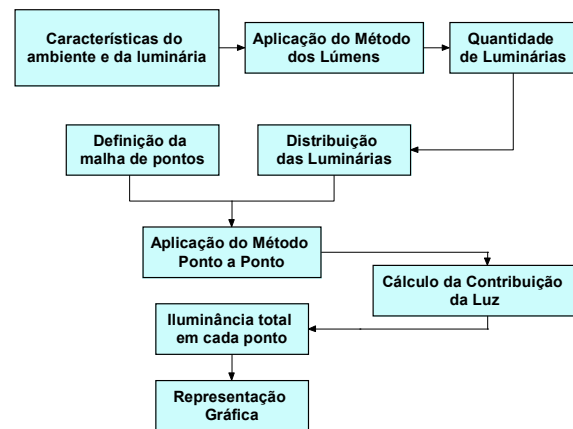 Características do
ambiente e da luminária
Aplicação do Método
dos Lúmens
Quantidade
de Luminárias
Definição da
malha de pontos
Distribuição
das Luminárias
Aplicação do Método
Ponto a Ponto
Cálculo da Contribuição
da Luz
Iluminância total
em cada ponto
Representação
Gráfica